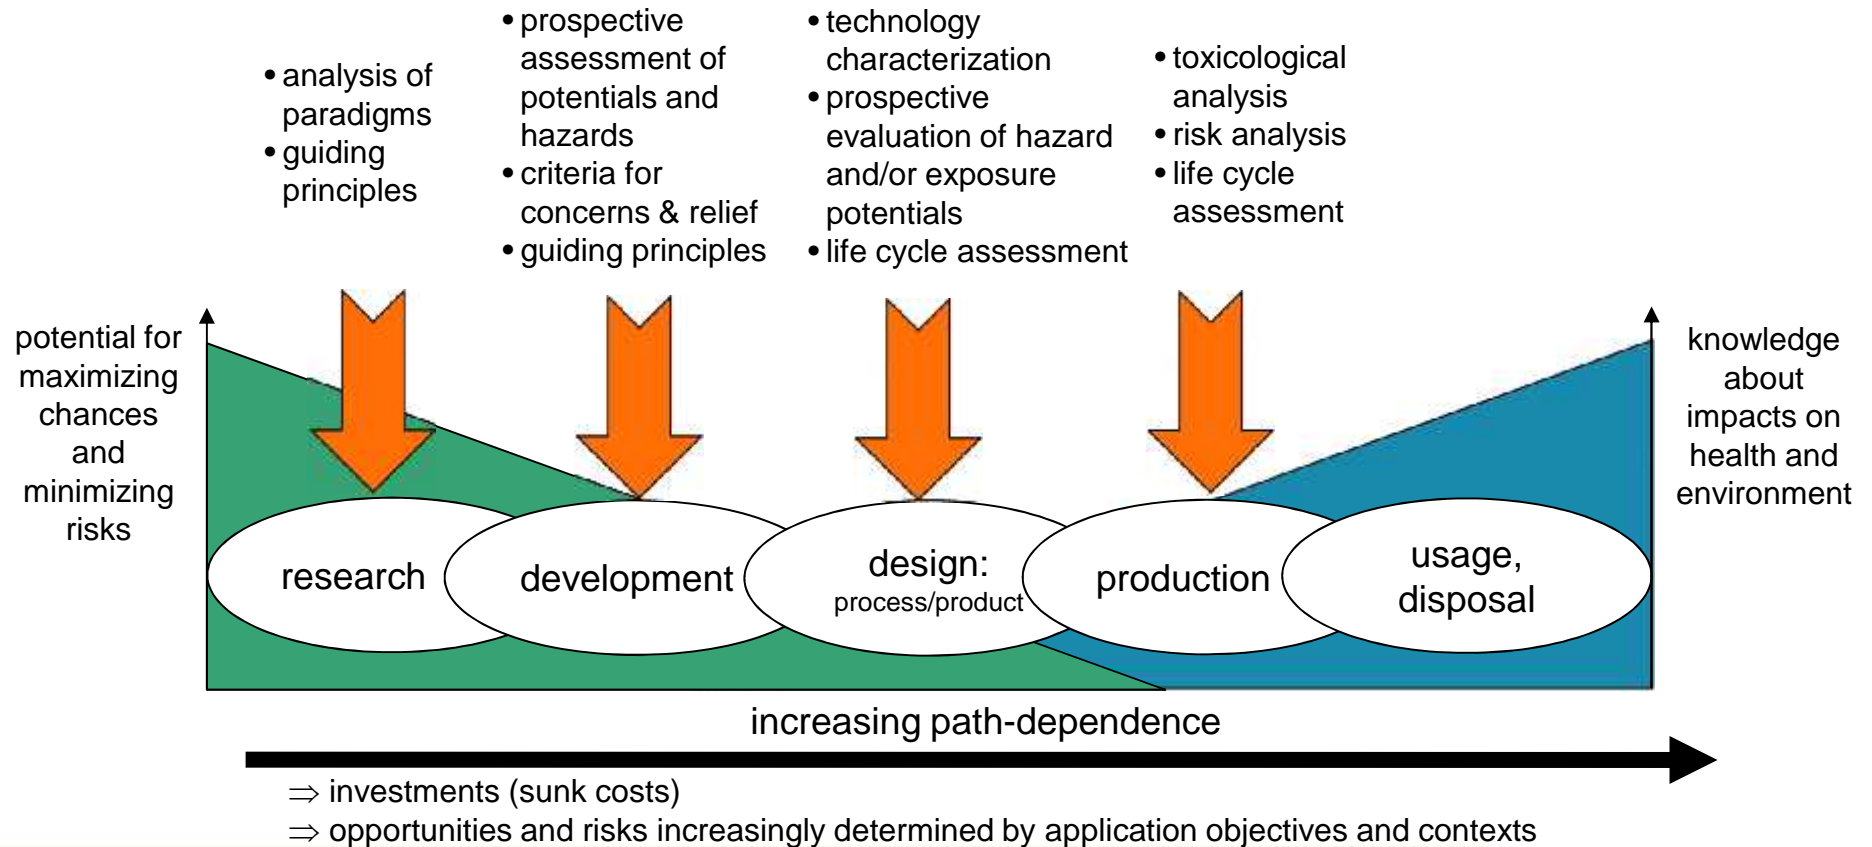 • analysis of
paradigms
• guiding
principles
• prospective
assessment of
potentials and
hazards
• criteria for
concerns & relief
• guiding principles
• technology
characterization
• prospective
evaluation of hazard
and/or exposure
potentials
• life cycle assessment
• toxicological
analysis
• risk analysis
• life cycle
assessment
potential for
maximizing
chances
and
minimizing
risks
knowledge
about
impacts on
health and
environment
research
development
design:
process/product
production
usage,
disposal
increasing path-dependence
⇒ investments (sunk costs)
⇒ opportunities and risks increasingly determined by application objectives and contexts